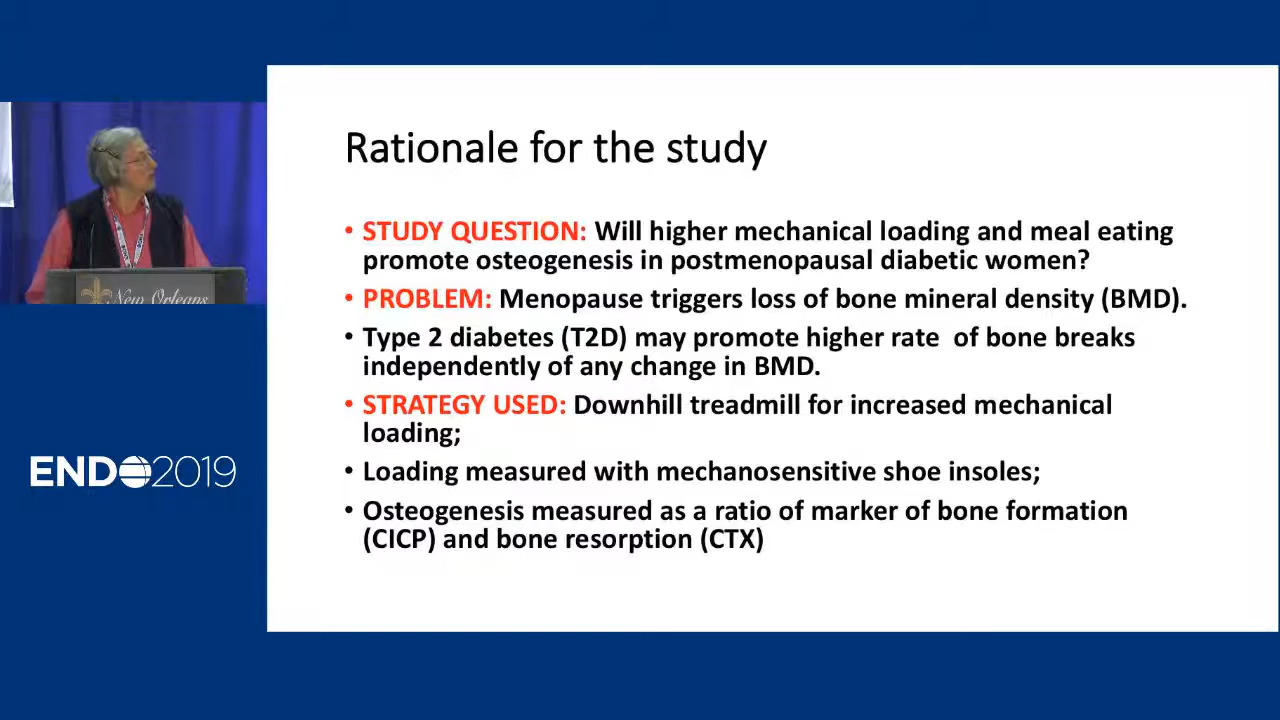 Rationale for the study
• STUDY QUESTION: Will higher mechanical loading and meal eating
promote osteogenesis in postmenopausal diabetic women?
• PROBLEM: Menopause triggers loss of bone mineral density (BMD).
• Type 2 diabetes (T2D) may promote higher rate  of bone breaks
independently of any change in BMD.
• STRATEGY USED: Downhill treadmill for increased mechanical
loading;
• Loading measured with mechanosensitive shoe insoles;
• Osteogenesis measured as a ratio of marker of bone formation
(CICP) and bone resorption (CTX)
New Orleans
ENDO2019